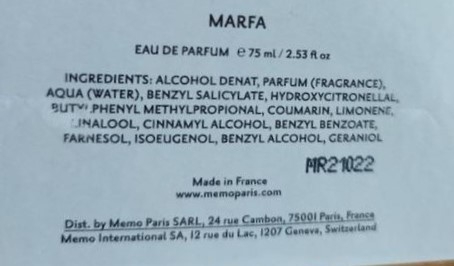 MARFA
EAU DE PARFUM e 75 ml / 2.53 fl oz
INGREDIENTS: ALCOHOL DENAT, PARFUM (FRAGRANCE),
AQUA (WATER), BENZYL SALICYLATE, HYDROXYCITRONELLAL,
BUTYLPHENYL METHYLPROPIONAL, COUMARIN, LIMONENE,
LINALOOL, CINNAMYL ALCOHOL, BENZYL BENZOATE,
FARNESOL, ISOEUGENOL, BENZYL ALCOHOL, GERANIOL
MR21022
Made in France
www.memoparis.com
Dist. by Memo Paris SARL, 24 rue Cambon, 75001 Paris, France
Memo International SA, 12 rue du Lac, 1207 Geneva, Switzerland